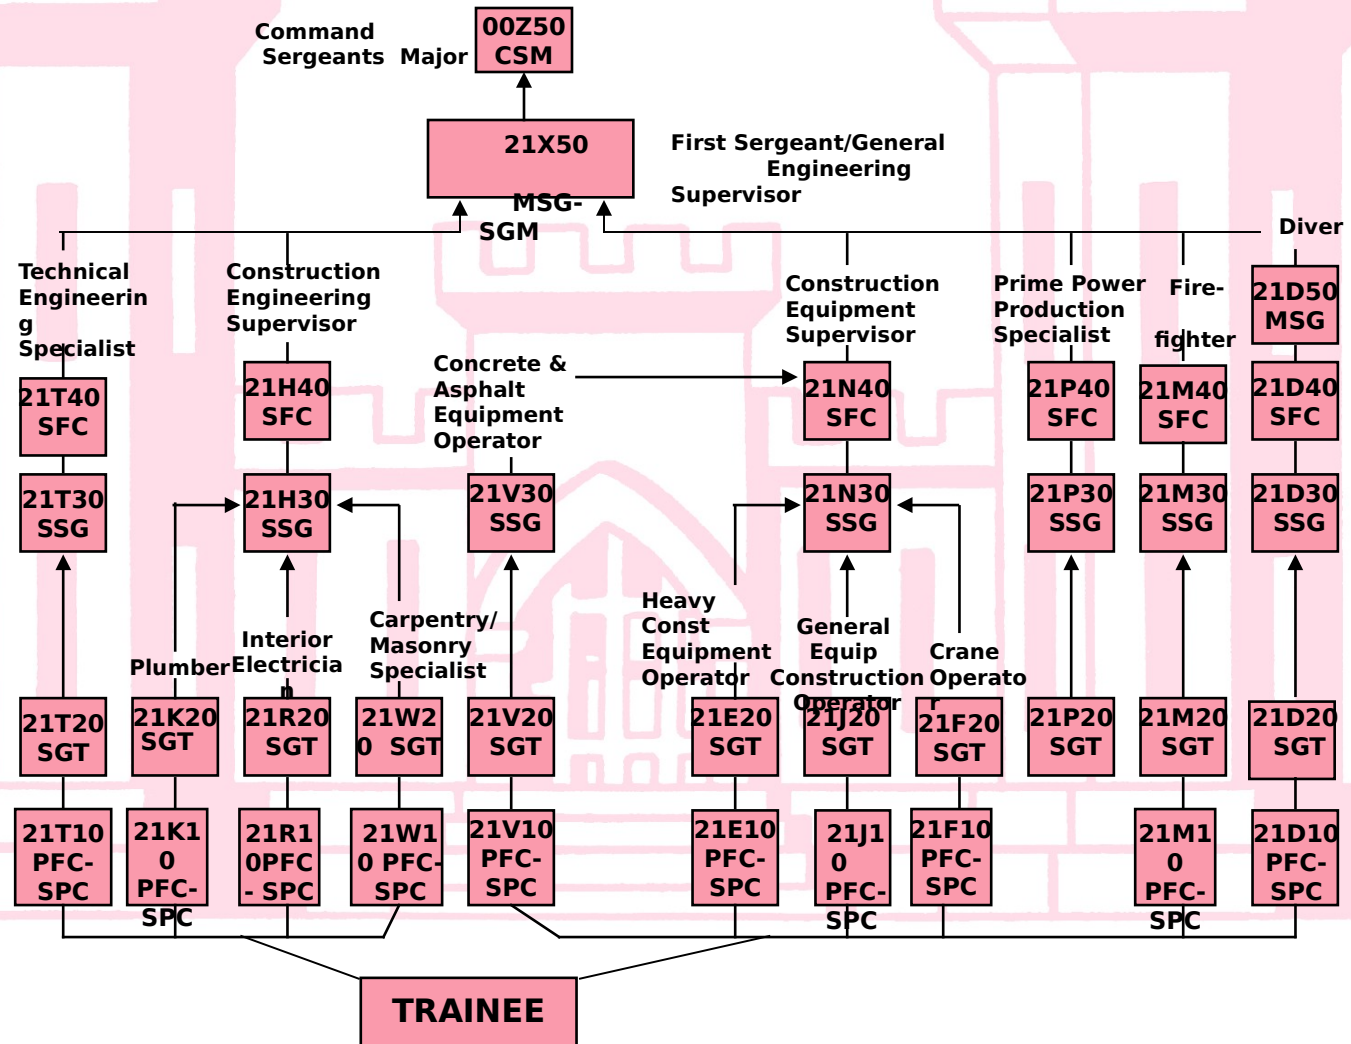 Command
Sergeants Major
00Z50
CSM
21X50
MSG-
SGM
First Sergeant/General
Engineering
Supervisor
Diver
Technical
Engineerin
g
Specialist
Construction
Engineering
Supervisor
Concrete &
Asphalt
Equipment
Operator
Construction
Equipment
Supervisor
Prime Power
Production
Specialist
Fire-
fighter
21D50
MSG
21T40
SFC
21H40
SFC
21N40
SFC
21P40
SFC
21M40
SFC
21D40
SFC
21T30
SSG
21H30
SSG
21V30
SSG
21N30
SSG
21P30
SSG
21M30
SSG
21D30
SSG
Plumber
Interior
Electricia
n
Carpentry/
Masonry
Specialist
Heavy
Const
Equipment
Operator
General
Equip
Construction
Operator
Crane
Operato
r
21T20
SGT
21K20
SGT
21R20
SGT
21W2
0 SGT
21V20
SGT
21E20
SGT
21J20
SGT
21F20
SGT
21P20
SGT
21M20
SGT
21D20
SGT
21T10
PFC-
SPC
21K1
0
PFC-
SPC
21R1
0PFC
- SPC
21W1
0 PFC-
SPC
21V10
PFC-
SPC
21E10
PFC-
SPC
21J1
0
PFC-
SPC
21F10
PFC-
SPC
21M1
0
PFC-
SPC
21D10
PFC-
SPC
TRAINEE